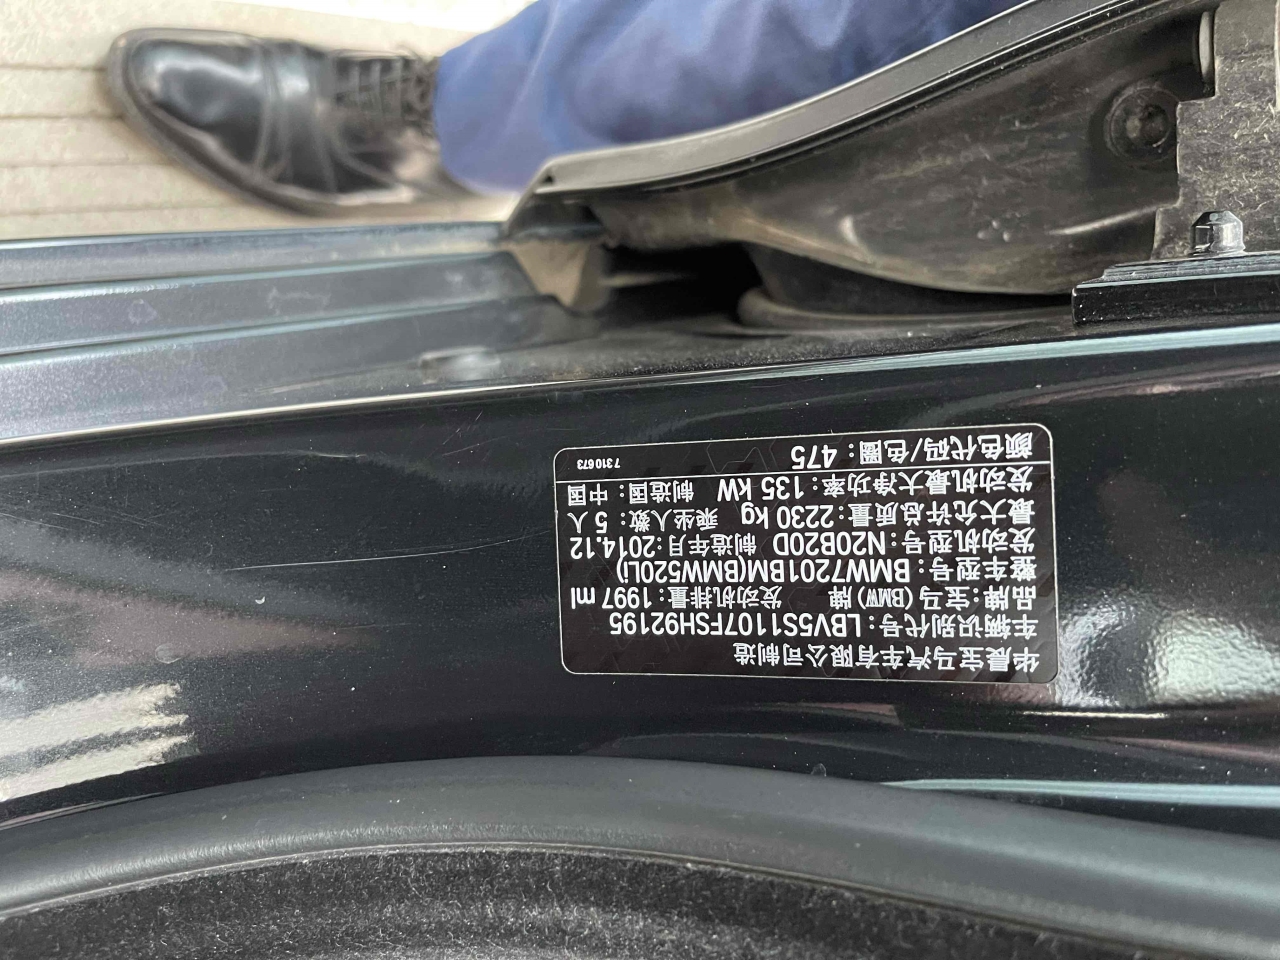 华晨宝马汽车有限公司制造
车辆识别代号：LBV5S1107FSH92195
品牌：宝马(BMW)牌 发动机排量：1997 ml
整车型号：BMW7201BM(BMW520Li)
发动机型号：N20B20D 制造年月：2014.12
最大允许总质量：2230 kg 乘坐人数：5 人
发动机最大净功率：135 kW 制造国：中国
颜色代码/色圈：475 7310673